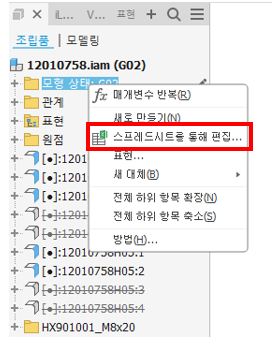 iL... V... 표현
조립품 | 모델링
12010758.iam (G02)
모형 상태: G02
관계
표현
원점
[●]:1201
[●]:1201
[●]:1201
[●]:1201
[●]:12010758H05:1
[●]:12010758H05:2
[●]:12010758H05:3
[●]:12010758H05:4
HX901001_M8x20
fx 매개변수 반복(R)
새로 만들기(N)
스프레드시트를 통해 편집...
표현...
새 대체(B)
전체 하위 항목 확장(N)
전체 하위 항목 축소(S)
방법(H)...